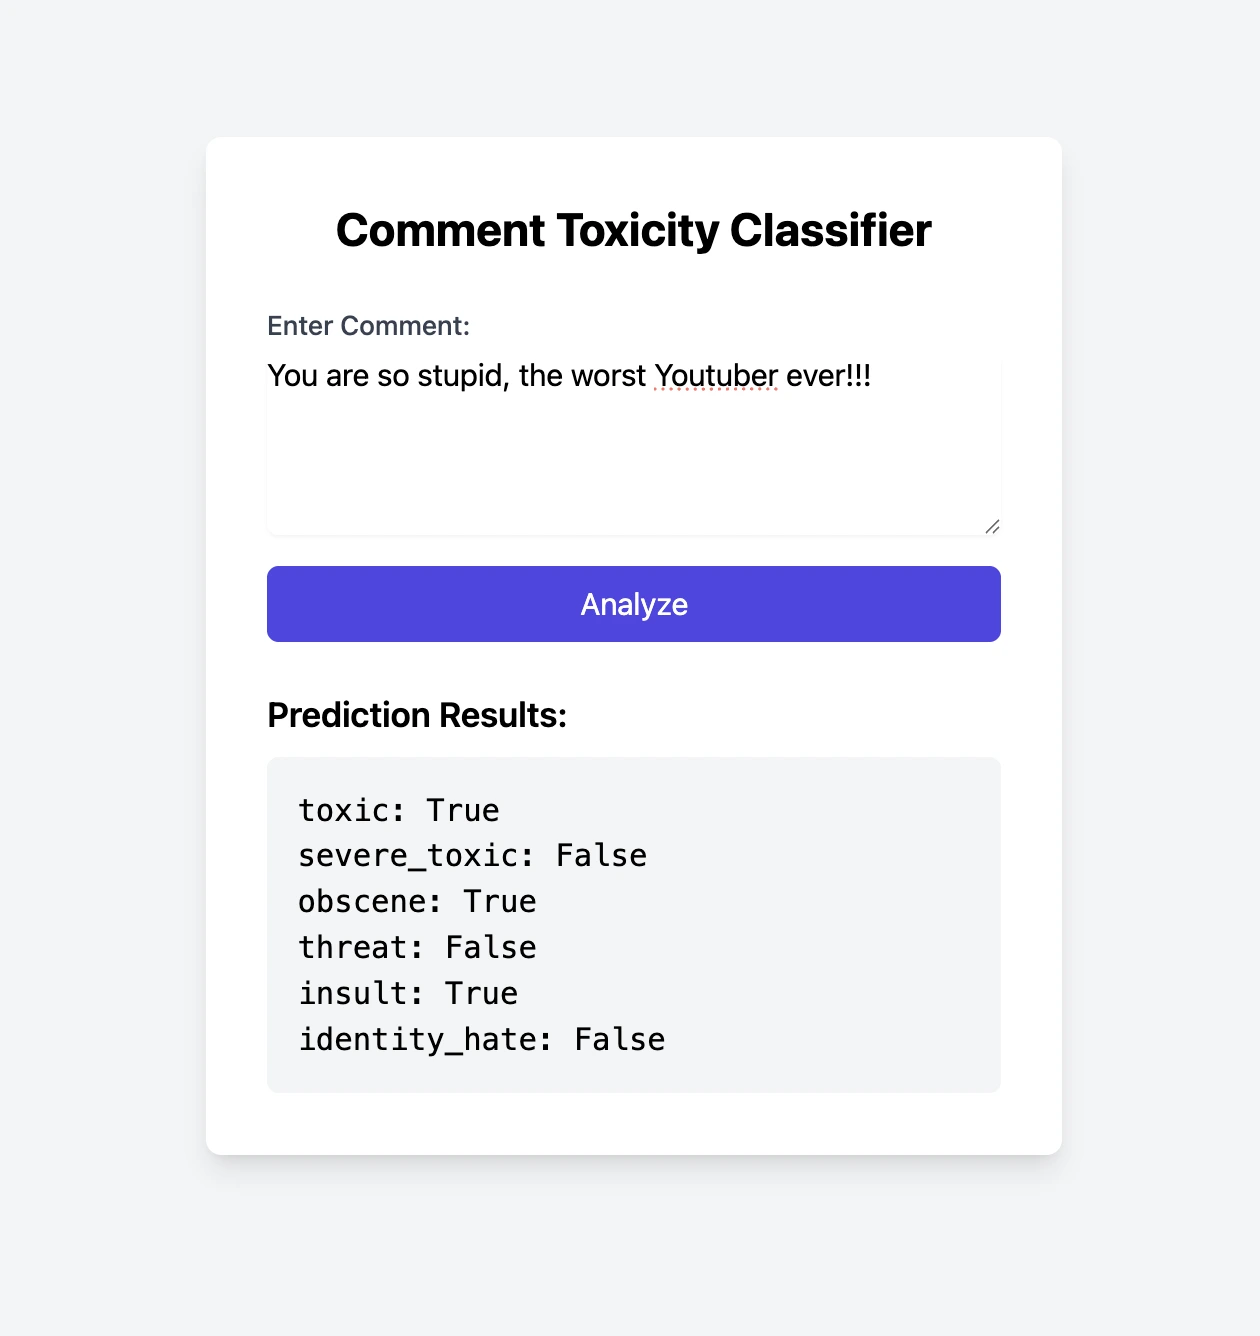 Comment Toxicity Classifier
Enter Comment:
You are so stupid, the worst Youtuber ever!!!
Analyze
Prediction Results:
toxic: True
severe_toxic: False
obscene: True
threat: False
insult: True
identity_hate: False